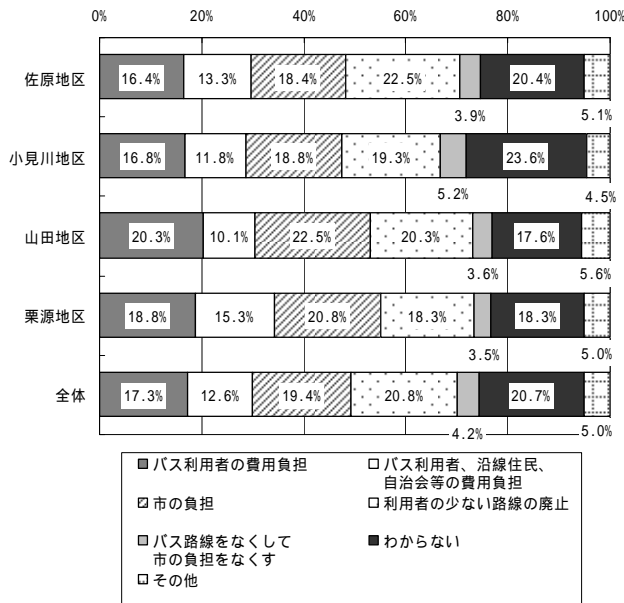 0% 20% 40% 60% 80% 100%
佐原地区 16.4% 13.3% 18.4% 22.5% 20.4%
3.9% 5.1%
小見川地区 16.8% 11.8% 18.8% 19.3% 23.6%
5.2% 4.5%
山田地区 20.3% 10.1% 22.5% 20.3% 17.6%
3.6% 5.6%
栗源地区 18.8% 15.3% 20.8% 18.3% 18.3%
3.5% 5.0%
全体 17.3% 12.6% 19.4% 20.8% 20.7%
4.2% 5.0%
バス利用者の費用負担
バス利用者、沿線住民、
自治会等の費用負担
市の負担
利用者の少ない路線の廃止
バス路線をなくして
市の負担をなくす
わからない
その他